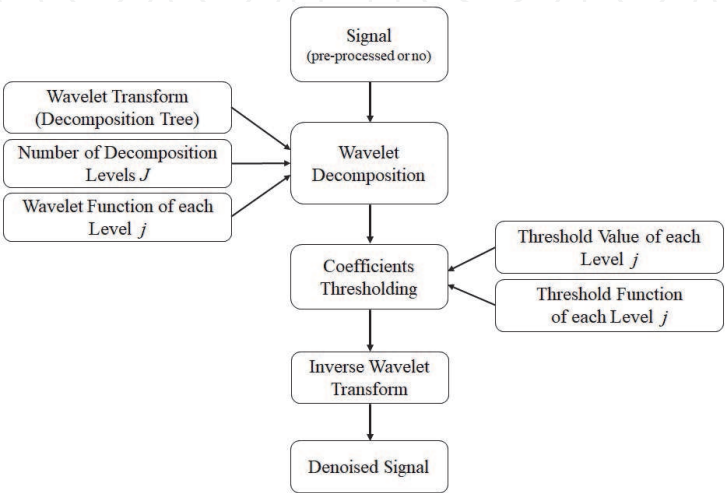 Signal
(pre-processed or no)
Wavelet Transform
(Decomposition Tree)
Number of Decomposition
Levels J
Wavelet Function of each
Level j
Wavelet
Decomposition
Coefficients
Thresholding
Threshold Value of each
Level j
Threshold Function
of each Level j
Inverse Wavelet
Transform
Denoised Signal